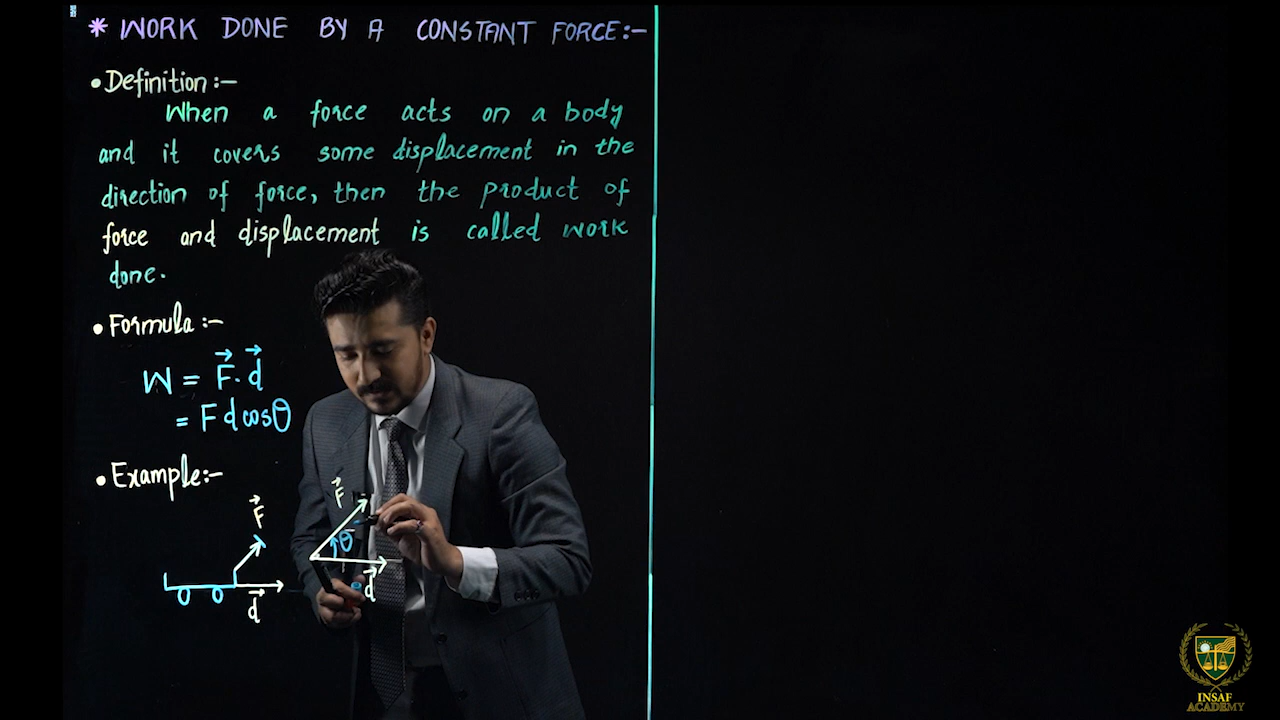 * WORK DONE BY A CONSTANT FORCE:-
• Definition:-
When a force acts on a body
and it covers some displacement in the
direction of force, then the product of
force and displacement is called work
done.
• Formula:-
W = F⃗ . d⃗
= F d cosθ
• Example:-
F⃗
d⃗
F⃗
θ
d⃗
INSAF
ACADEMY